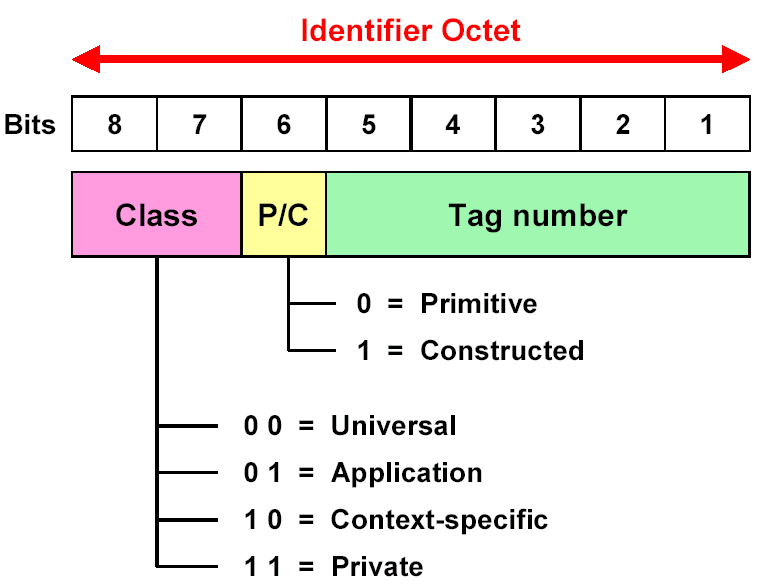 Identifier Octet
Bits 8 7 6 5 4 3 2 1
Class P/C Tag number
0 = Primitive
1 = Constructed
0 0 = Universal
0 1 = Application
1 0 = Context-specific
1 1 = Private